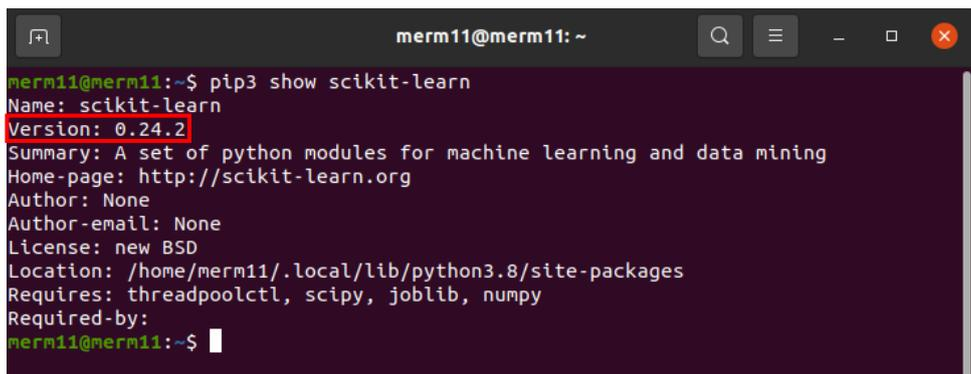 merm11@merm11: ~
merm11@merm11:~$ pip3 show scikit-learn
Name: scikit-learn
Version: 0.24.2
Summary: A set of python modules for machine learning and data mining
Home-page: http://scikit-learn.org
Author: None
Author-email: None
License: new BSD
Location: /home/merm11/.local/lib/python3.8/site-packages
Requires: threadpoolctl, scipy, joblib, numpy
Required-by:
merm11@merm11:~$